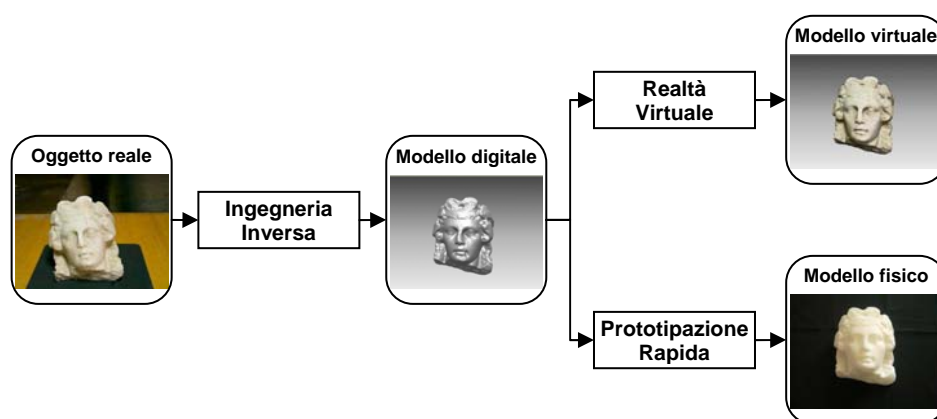 Oggetto reale
Ingegneria
Inversa
Modello digitale
Realtà
Virtuale
Modello virtuale
Prototipazione
Rapida
Modello fisico